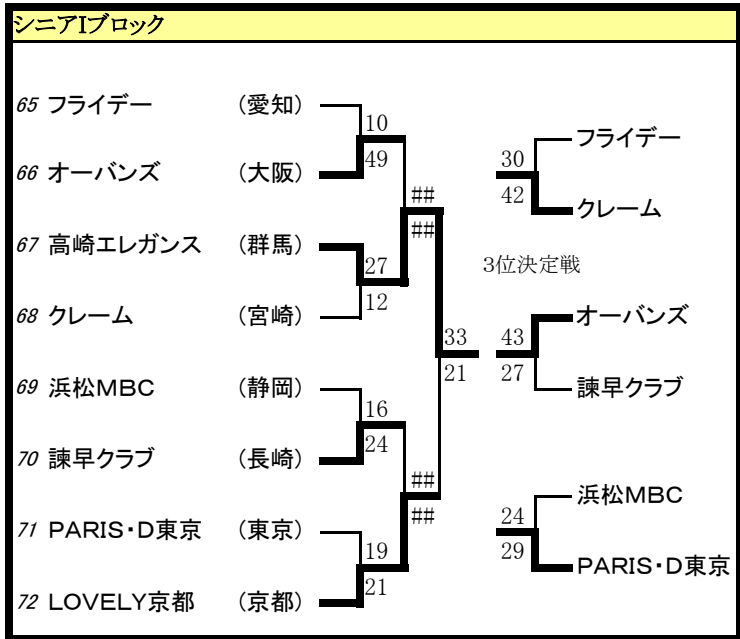 シニアIブロック
65 フライデー (愛知)
10
49
66 オーバンズ (大阪)
##
##
67 高崎エレガンス (群馬)
27
12
68 クレーム (宮崎)
33
21
69 浜松MBC (静岡)
16
24
70 諫早クラブ (長崎)
##
##
71 PARIS・D東京 (東京)
19
21
72 LOVELY京都 (京都)
フライデー
30
42
クレーム
3位決定戦
オーバンズ
43
27
諫早クラブ
浜松MBC
24
29
PARIS・D東京